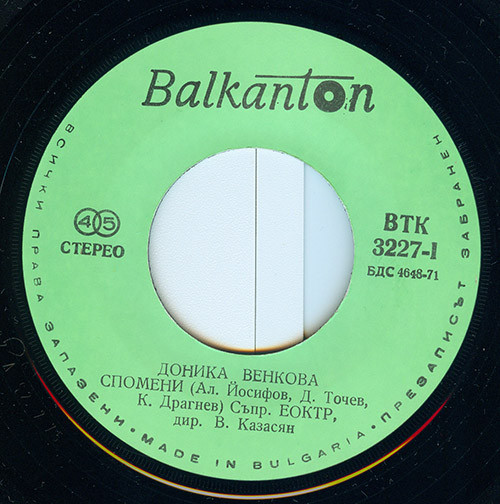 Balkanton
45
СТЕРЕО
ВТК
3227-I
БДС 4648-71
ДОНИКА ВЕНКОВА
СПОМЕНИ (Ал. Йосифов, Д. Точев,
К. Драгнев) Съпр. ЕОКТР,
дир. В. Казасян
ВСИЧКИ ПРАВА ЗАПАЗЕНИ • MADE IN BULGARIA • ПРЕЗАПИСЪТ ЗАБРАНЕН